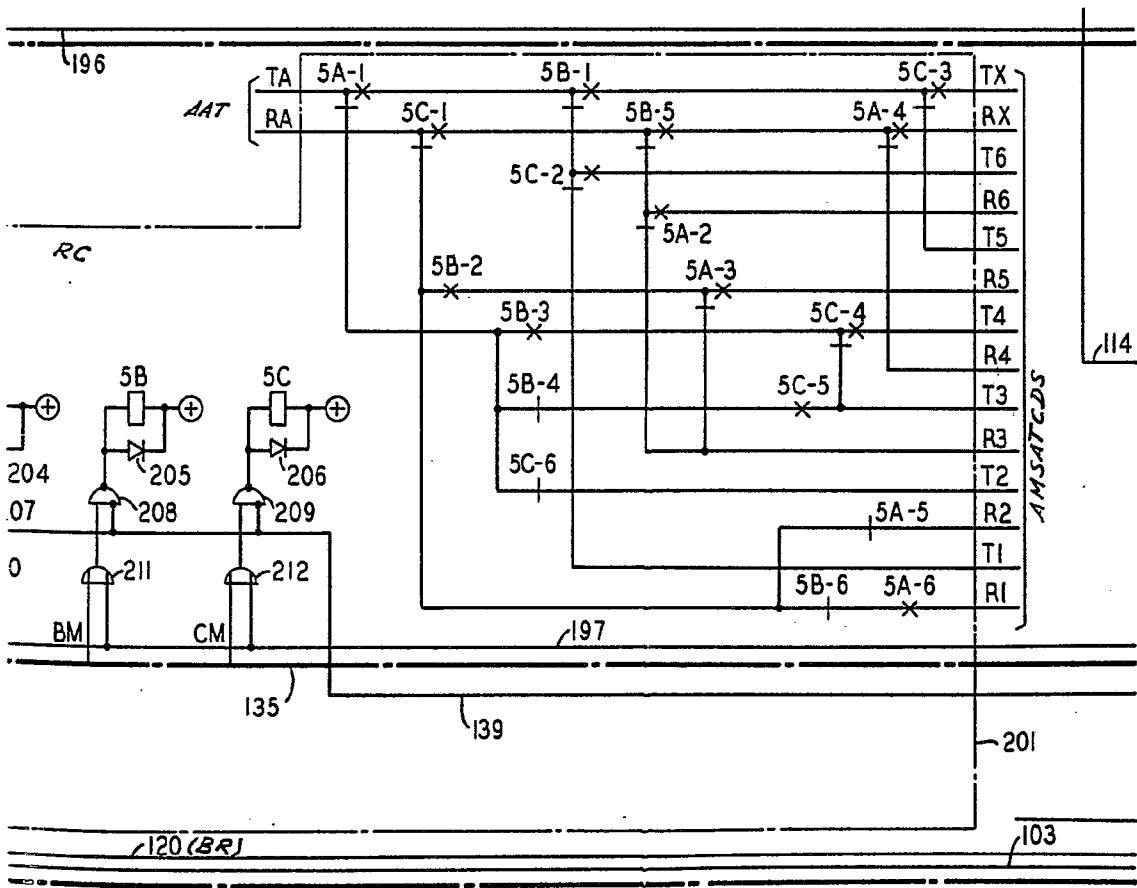 196
TA
5A-1
5B-1
5C-3
TX
AAT
RA
5C-1
5B-5
5A-4
RX
5C-2
T6
R6
5A-2
T5
RC
5B-2
5A-3
R5
5B-3
5C-4
T4
114
R4
5B
5C
5B-4
5C-5
T3
AMSATCDS
R3
204
205
206
5C-6
T2
07
208
209
5A-5
R2
0
211
212
T1
5B-6
5A-6
R1
BM
CM
197
135
139
201
120 (BR)
103